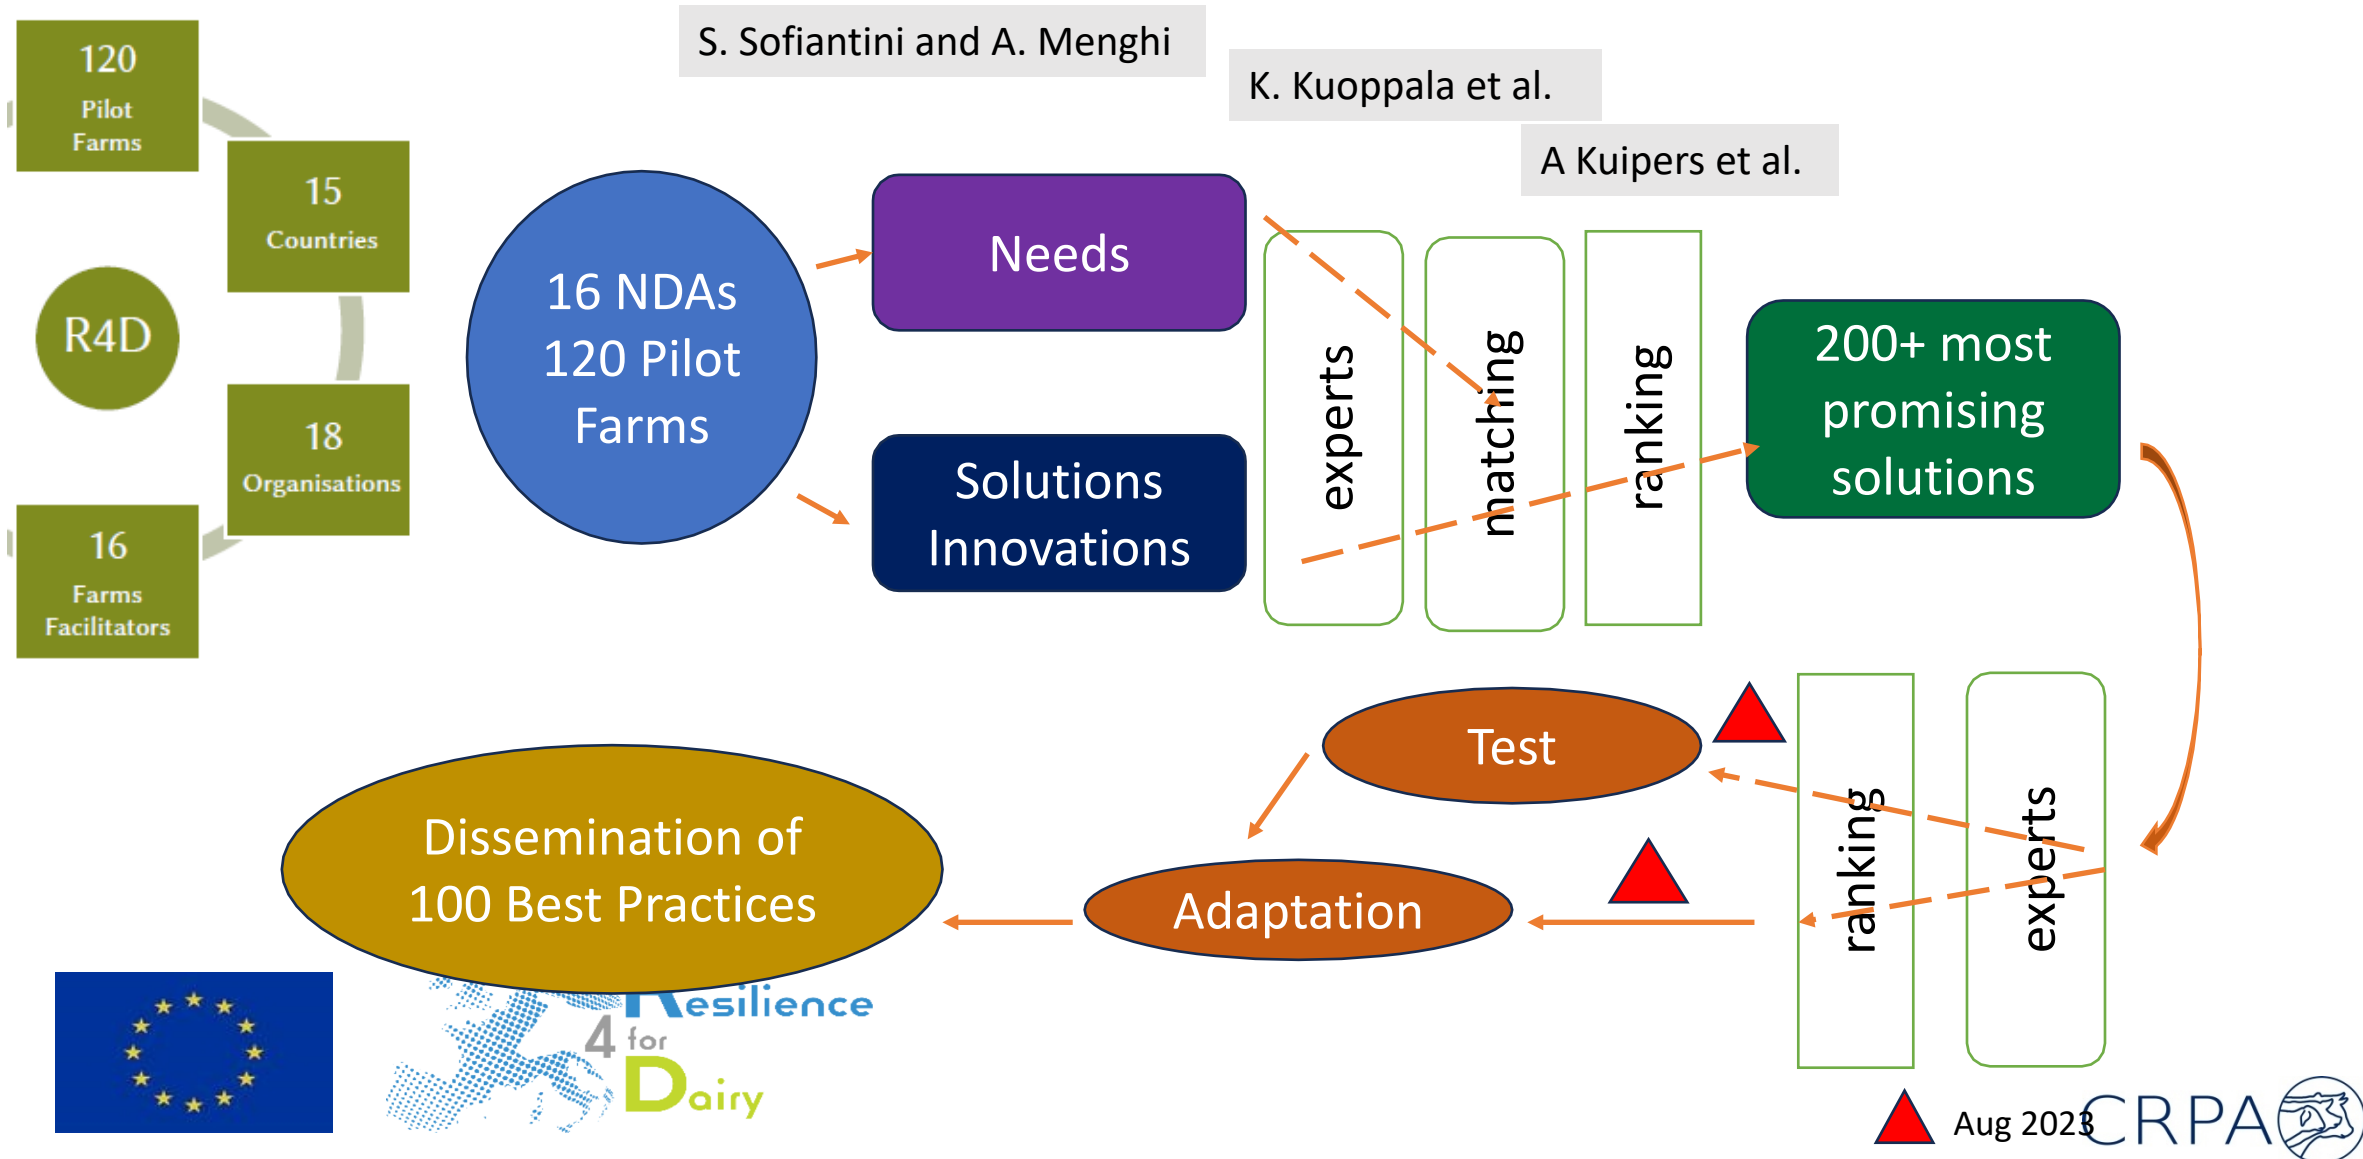 120
Pilot
Farms
15
Countries
R4D
18
Organisations
16
Farms
Facilitators
S. Sofiantini and A. Menghi
K. Kuoppala et al.
A Kuipers et al.
16 NDAs
120 Pilot
Farms
Needs
Solutions
Innovations
experts
matching
ranking
200+ most
promising
solutions
experts
ranking
Test
Adaptation
Dissemination of
100 Best Practices
Resilience
4 for
Dairy
Aug 2023
CRPA